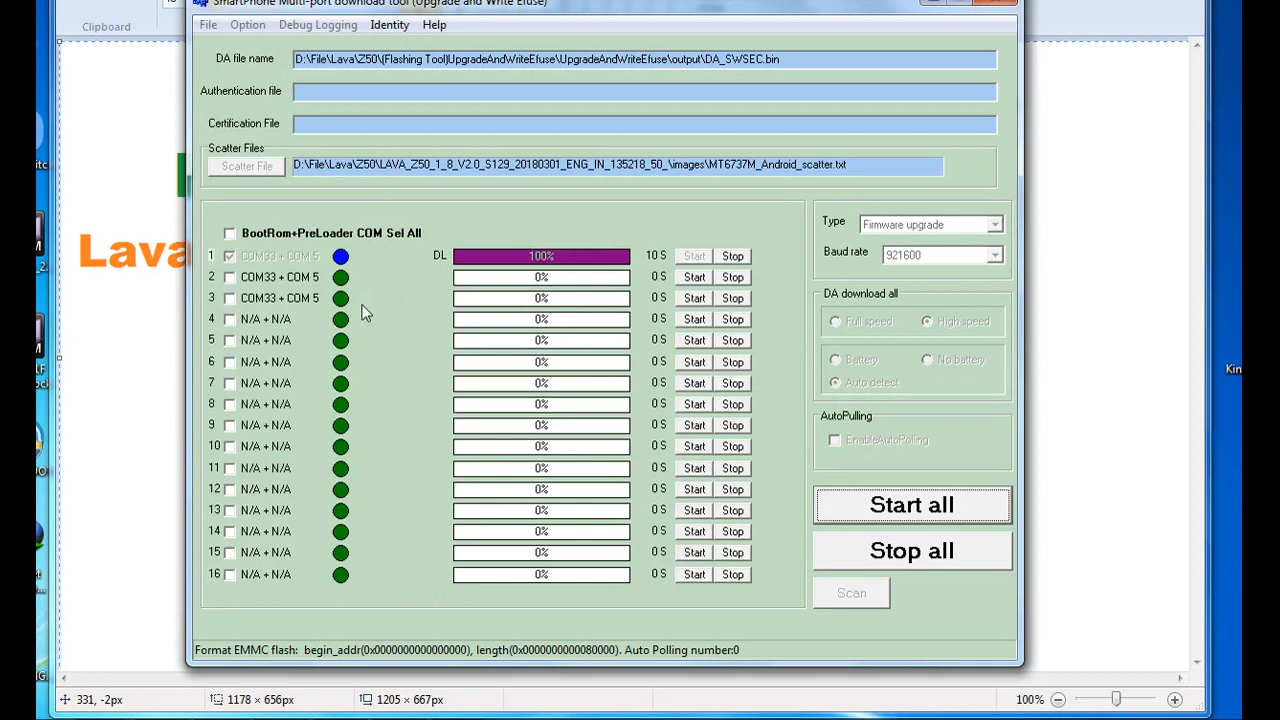 SmartPhone Multi-port download tool (Upgrade and Write Efuse)
Clipboard
File Option Debug Logging Identity Help
DA file name D:\File\Lava\Z50\(Flashing Tool)UpgradeAndWriteEfuse\UpgradeAndWriteEfuse\output\DA_SWSEC.bin
Authentication file
Certification File
Scatter Files
Scatter File D:\File\Lava\Z50\LAVA_Z50_1_8_V2.0_S129_20180301_ENG_IN_135218_50_\images\MT6737M_Android_scatter.txt
Lava
BootRom+PreLoader COM Sel All
1 COM33 + COM 5 DL 100% 10 S Start Stop
2 COM33 + COM 5 0% 0 S Start Stop
3 COM33 + COM 5 0% 0 S Start Stop
4 N/A + N/A 0% 0 S Start Stop
5 N/A + N/A 0% 0 S Start Stop
6 N/A + N/A 0% 0 S Start Stop
7 N/A + N/A 0% 0 S Start Stop
8 N/A + N/A 0% 0 S Start Stop
9 N/A + N/A 0% 0 S Start Stop
10 N/A + N/A 0% 0 S Start Stop
11 N/A + N/A 0% 0 S Start Stop
12 N/A + N/A 0% 0 S Start Stop
13 N/A + N/A 0% 0 S Start Stop
14 N/A + N/A 0% 0 S Start Stop
15 N/A + N/A 0% 0 S Start Stop
16 N/A + N/A 0% 0 S Start Stop
Type Firmware upgrade
Baud rate 921600
DA download all
Full speed High speed
Battery No battery
Auto detect
AutoPulling
EnableAutoPolling
Start all
Stop all
Scan
Kin
Format EMMC flash: begin_addr(0x0000000000000000), length(0x0000000000080000). Auto Polling number:0
331, -2px 1178 × 656px 1205 × 667px 100%